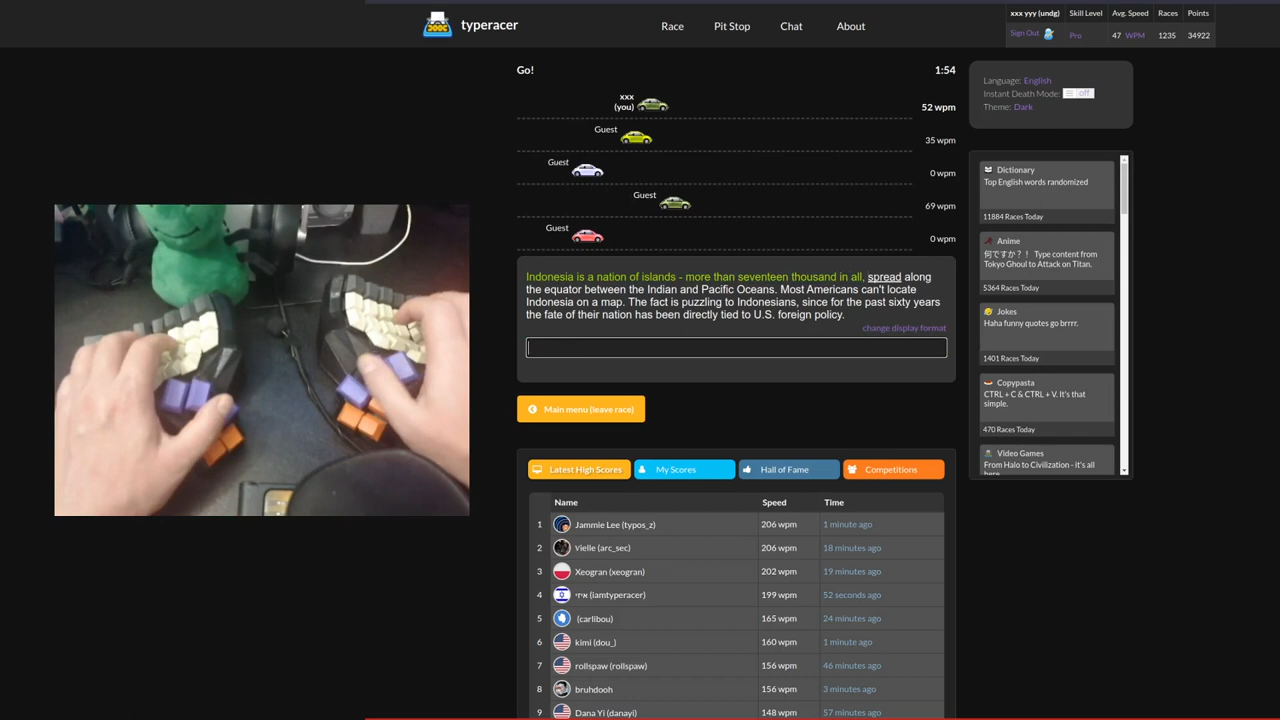 typeracer
Race
Pit Stop
Chat
About
xxx yyy (undg)
Skill Level
Avg. Speed
Races
Points
Sign Out
Pro
47 WPM
1235
34922
Go!
1:54
xxx
(you)
52 wpm
Guest
35 wpm
Guest
0 wpm
Guest
69 wpm
Guest
0 wpm
Indonesia is a nation of islands - more than seventeen thousand in all, spread along
the equator between the Indian and Pacific Oceans. Most Americans can't locate
Indonesia on a map. The fact is puzzling to Indonesians, since for the past sixty years
the fate of their nation has been directly tied to U.S. foreign policy.
change display format
Main menu (leave race)
Language: English
Instant Death Mode: off
Theme: Dark
Dictionary
Top English words randomized
11884 Races Today
Anime
何ですか？！ Type content from
Tokyo Ghoul to Attack on Titan.
5364 Races Today
Jokes
Haha funny quotes go brrrr.
1401 Races Today
Copypasta
CTRL + C & CTRL + V. It's that
simple.
470 Races Today
Video Games
From Halo to Civilization - it's all
here
Latest High Scores
My Scores
Hall of Fame
Competitions
Name Speed Time
1 Jammie Lee (typos_z) 206 wpm 1 minute ago
2 Vielle (arc_sec) 206 wpm 18 minutes ago
3 Xeogran (xeogran) 202 wpm 19 minutes ago
4 איזי (iamtyperacer) 199 wpm 52 seconds ago
5 (carlibou) 165 wpm 24 minutes ago
6 kimi (dou_) 160 wpm 1 minute ago
7 rollspaw (rollspaw) 156 wpm 46 minutes ago
8 bruhdooh 156 wpm 3 minutes ago
9 Dana Yi (danayi) 148 wpm 57 minutes ago